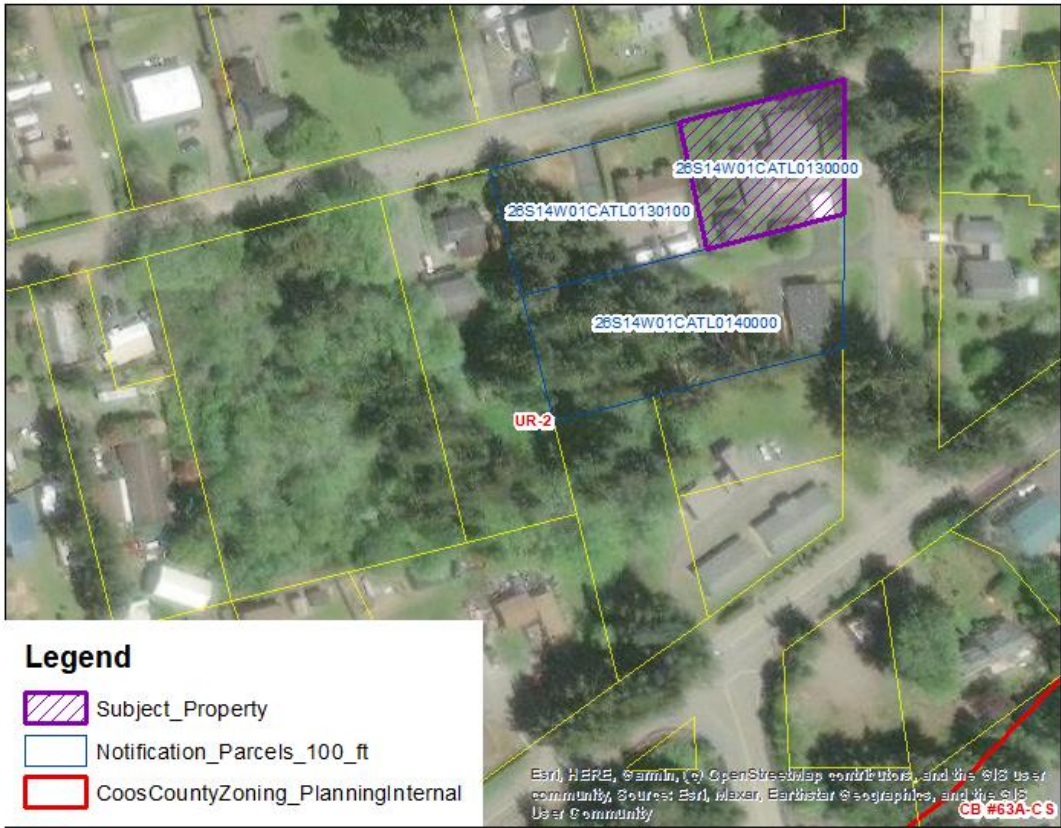 26S14W01CATL0130000
26S14W01CATL0130100
26S14W01CATL0140000
UR-2
Legend
Subject_Property
Notification_Parcels_100_ft
CoosCountyZoning_PlanningInternal
Esri, HERE, Garmin, (c) OpenStreetMap contributors, and the GIS user
community, Source: Esri, Maxar, Earthstar Geographics, and the GIS
User Community
CB #63A-CS